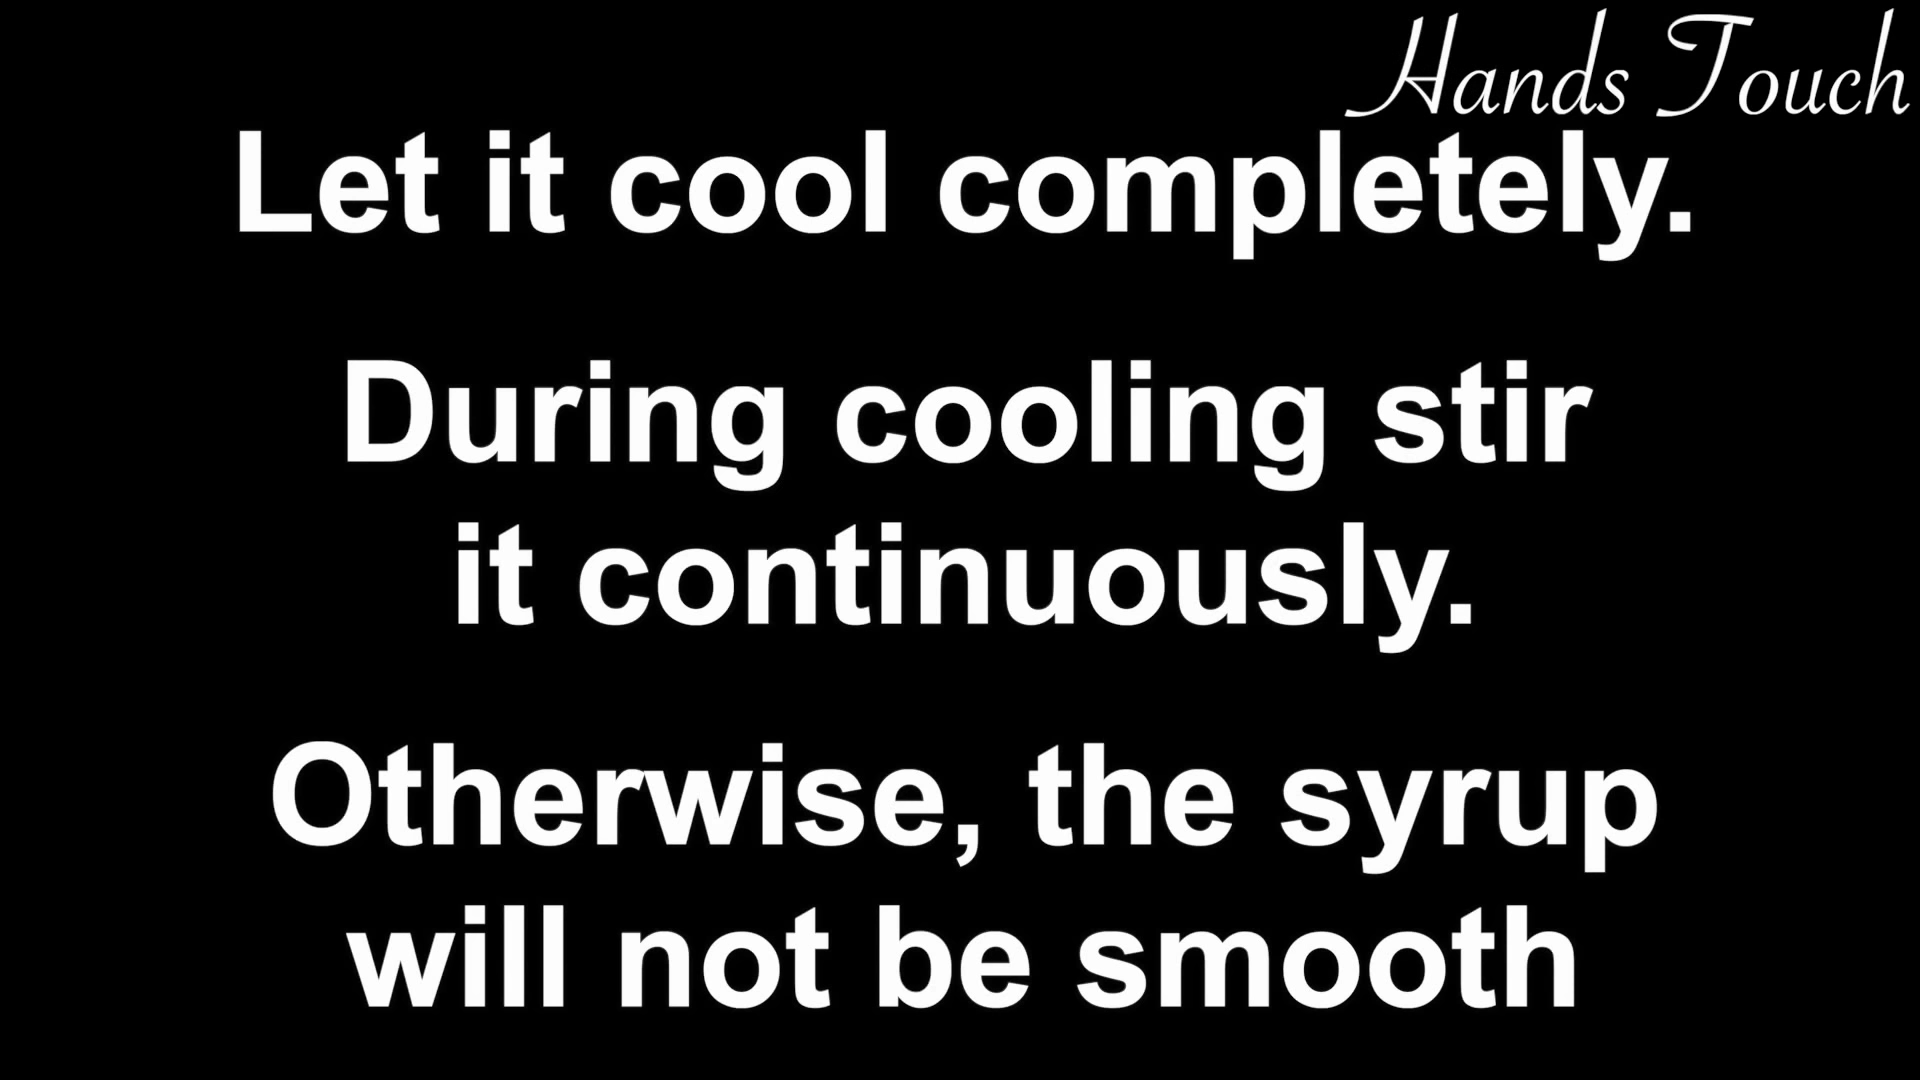 Hands Touch
Let it cool completely.
During cooling stir
it continuously.
Otherwise, the syrup
will not be smooth